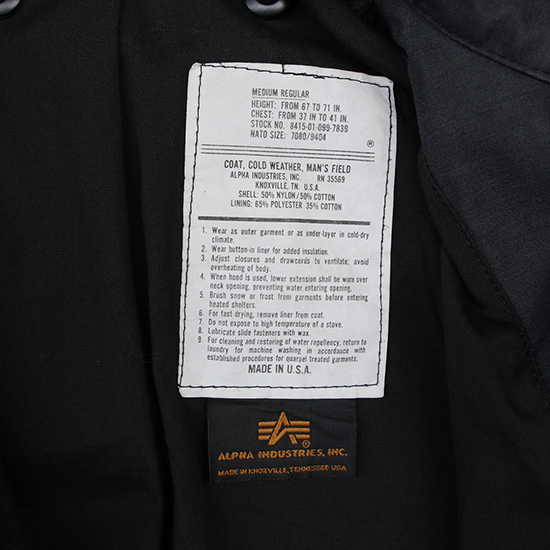 MEDIUM REGULAR
HEIGHT: FROM 67 TO 71 IN.
CHEST: FROM 37 IN TO 41 IN.
STOCK NO. 8415-01-099-7839
NATO SIZE: 7080/9404
®
COAT, COLD WEATHER, MAN'S FIELD
ALPHA INDUSTRIES, INC. RN 35569
KNOXVILLE, TN. U.S.A.
SHELL: 50% NYLON/50% COTTON
LINING: 65% POLYESTER 35% COTTON
1. Wear as outer garment or as under-layer in cold-dry
climate.
2. Wear button-in liner for added insulation.
3. Adjust closures and drawcords to ventilate; avoid
overheating of body.
4. When hood is used, lower extension shall be worn over
neck opening, preventing water entering opening.
5. Brush snow or frost from garments before entering
heated shelters.
6. For fast drying, remove liner from coat.
7. Do not expose to high temperature of a stove.
8. Lubricate slide fasteners with wax.
9. For cleaning and restoring of water repellency, return to
laundry for machine washing in accordance with
established procedures for quarpel treated garments.
MADE IN U.S.A.
ALPHA INDUSTRIES, INC.
MADE IN KNOXVILLE, TENNESSEE USA